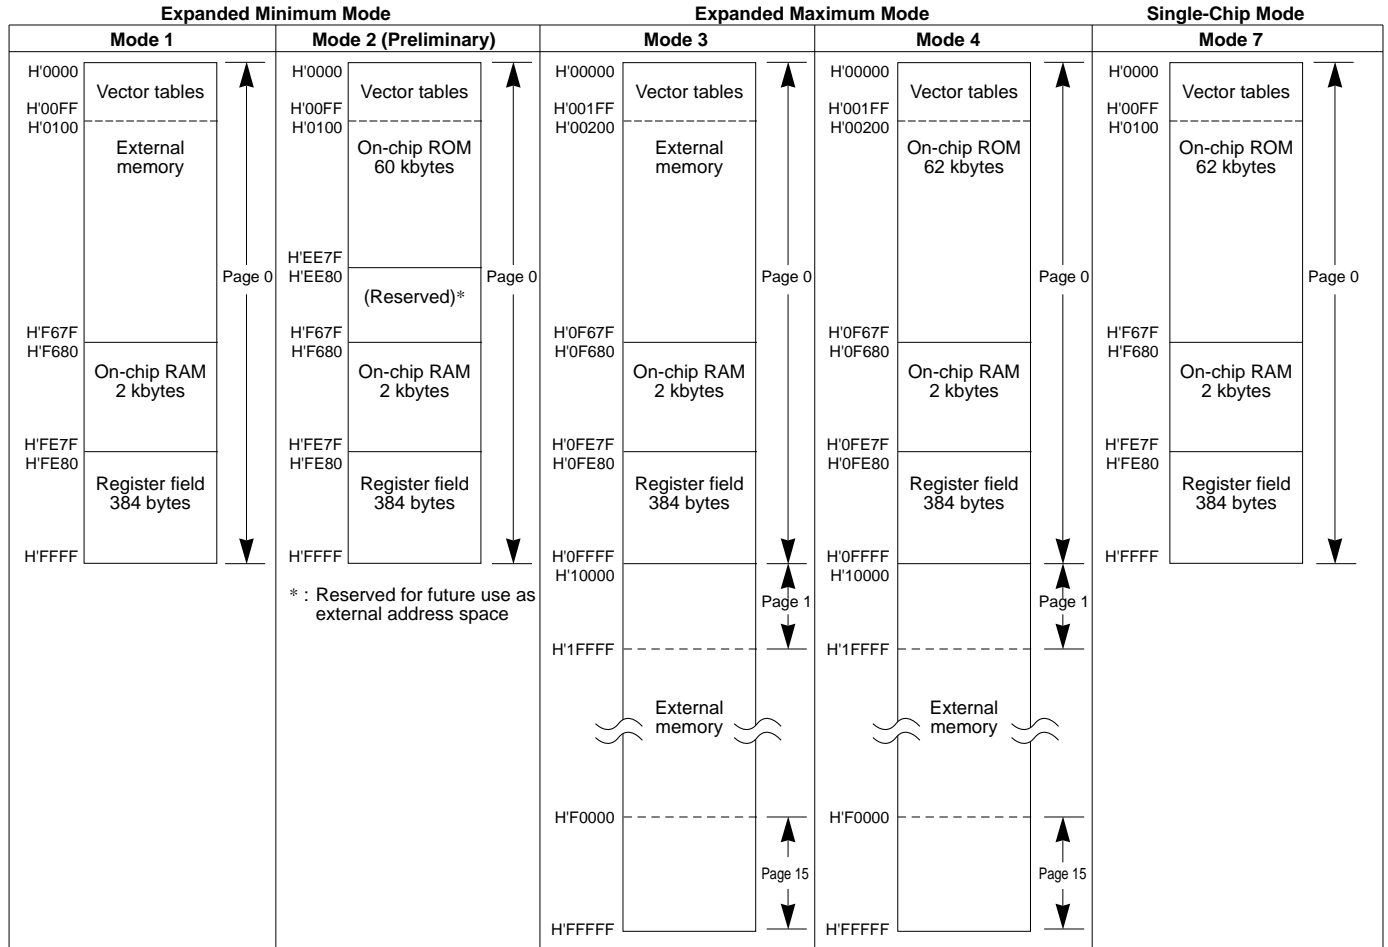 Expanded Minimum Mode
Expanded Maximum Mode
Single-Chip Mode
Mode 1
Mode 2 (Preliminary)
Mode 3
Mode 4
Mode 7
H'0000
Vector tables
H'00FF
H'0100
External
memory
Page 0
H'F67F
H'F680
On-chip RAM
2 kbytes
H'FE7F
H'FE80
Register field
384 bytes
H'FFFF
H'0000
Vector tables
H'00FF
H'0100
On-chip ROM
60 kbytes
H'EE7F
H'EE80
Page 0
(Reserved)*
H'F67F
H'F680
On-chip RAM
2 kbytes
H'FE7F
H'FE80
Register field
384 bytes
H'FFFF
* : Reserved for future use as
external address space
H'00000
Vector tables
H'001FF
H'00200
External
memory
Page 0
H'0F67F
H'0F680
On-chip RAM
2 kbytes
H'0FE7F
H'0FE80
Register field
384 bytes
H'0FFFF
H'10000
Page 1
H'1FFFF
External
memory
H'F0000
Page 15
H'FFFFF
H'00000
Vector tables
H'001FF
H'00200
On-chip ROM
62 kbytes
Page 0
H'0F67F
H'0F680
On-chip RAM
2 kbytes
H'0FE7F
H'0FE80
Register field
384 bytes
H'0FFFF
H'10000
Page 1
H'1FFFF
External
memory
H'F0000
Page 15
H'FFFFF
H'0000
Vector tables
H'00FF
H'0100
On-chip ROM
62 kbytes
Page 0
H'F67F
H'F680
On-chip RAM
2 kbytes
H'FE7F
H'FE80
Register field
384 bytes
H'FFFF